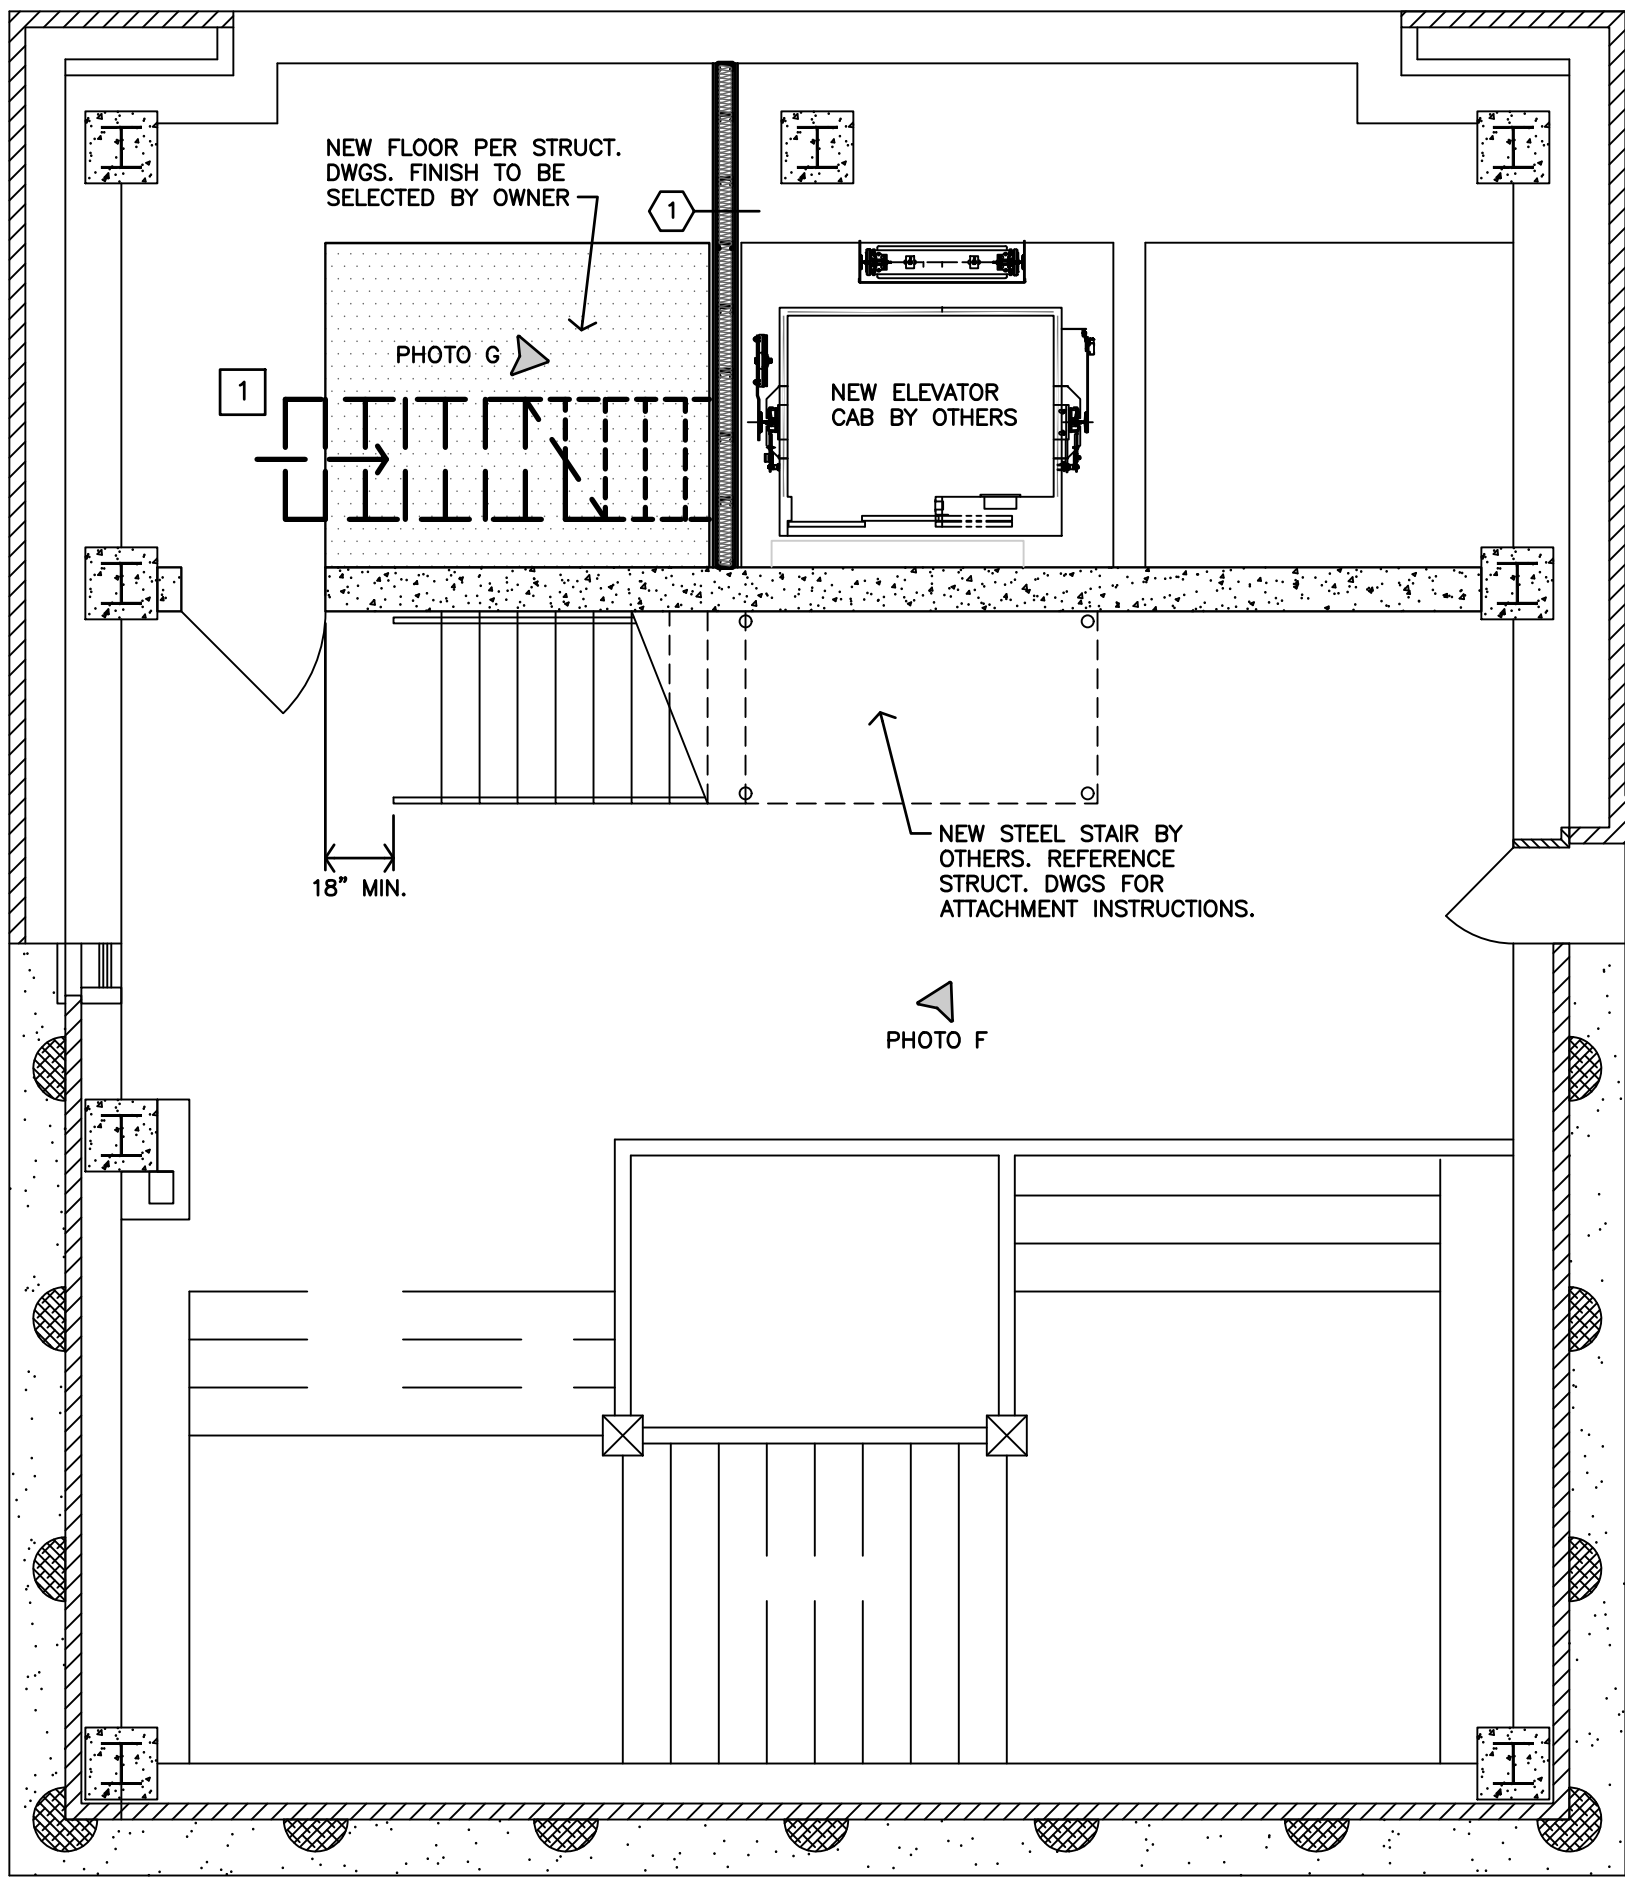 NEW FLOOR PER STRUCT.
DWGS. FINISH TO BE
SELECTED BY OWNER
1
PHOTO G
1
NEW ELEVATOR
CAB BY OTHERS
NEW STEEL STAIR BY
OTHERS. REFERENCE
STRUCT. DWGS FOR
ATTACHMENT INSTRUCTIONS.
18" MIN.
PHOTO F